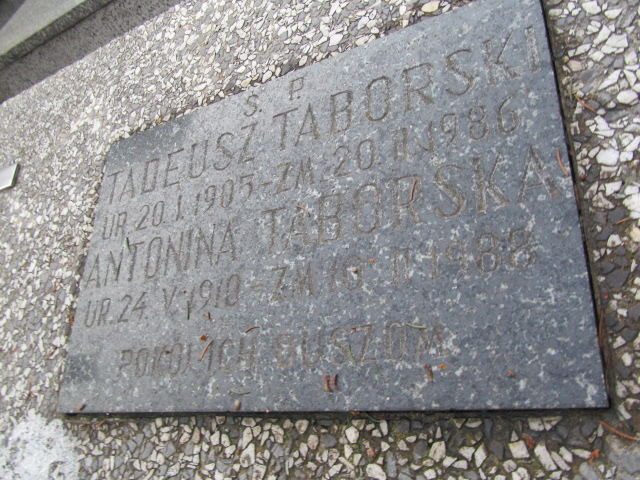 Ś. P
TADEUSZ TABORSKI
UR. 20. I. 1905 - ZM. 20. II. 1986
ANTONINA TABORSKA
UR. 24. V. 1910 - ZM. 16. II 1988
POKÓJ ICH DUSZOM